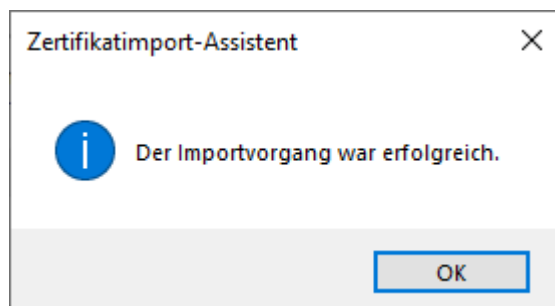 Zertifikatimport-Assistent
Der Importvorgang war erfolgreich.
OK